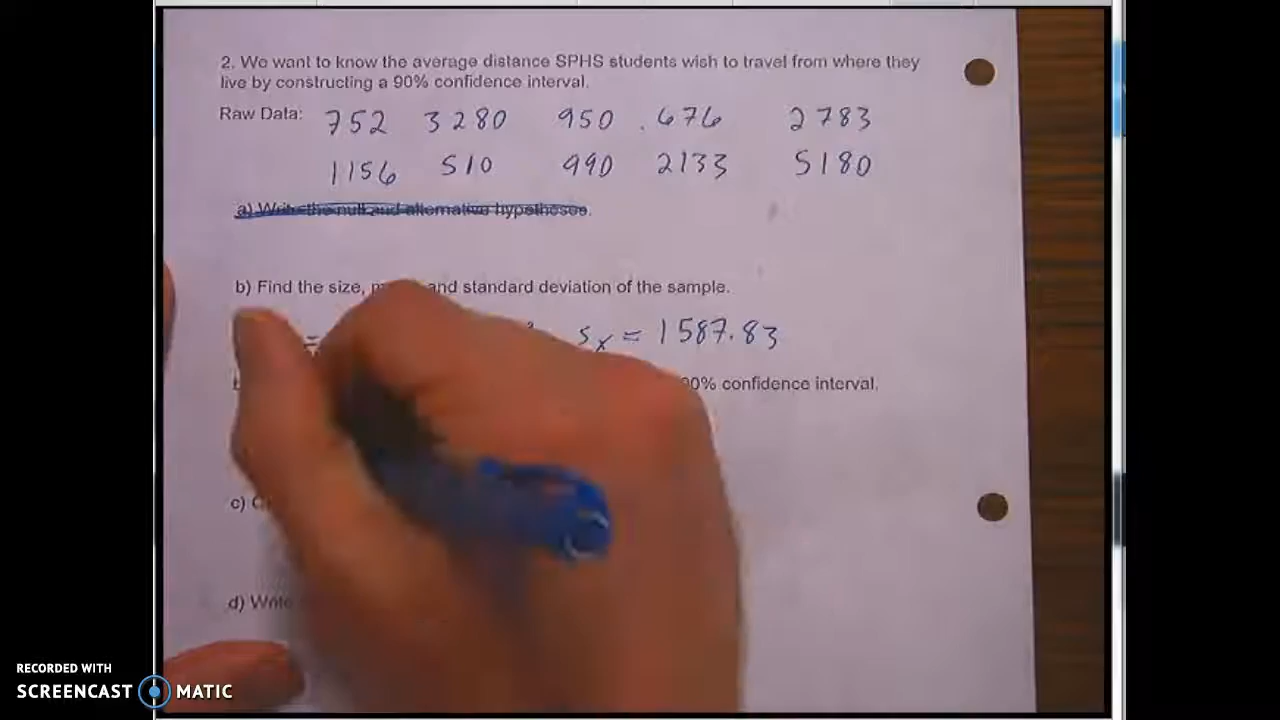 2. We want to know the average distance SPHS students wish to travel from where they
live by constructing a 90% confidence interval.
Raw Data: 752 3280 950 676 2783
1156 510 990 2133 5180
a) Write the null and alternative hypotheses.
b) Find the size, and standard deviation of the sample.
= s_x = 1587.83
90% confidence interval.
c)
d) Write
RECORDED WITH
SCREENCAST MATIC